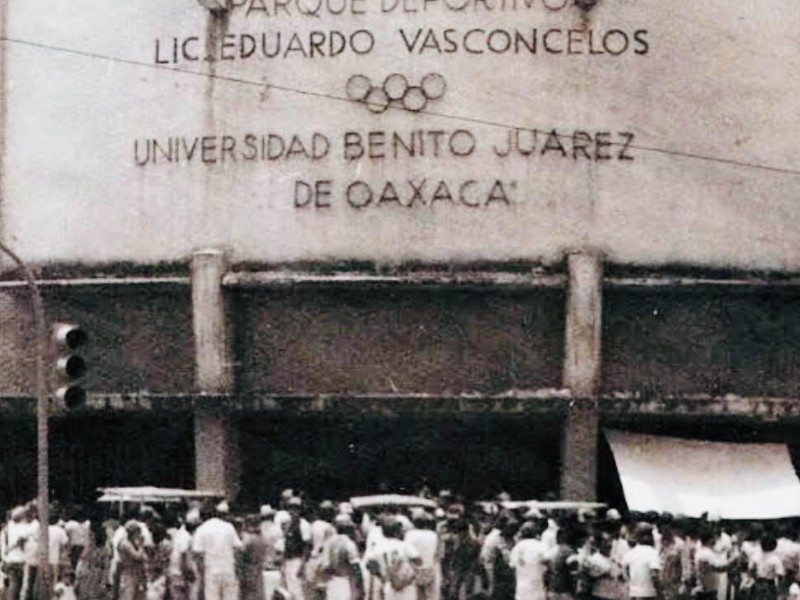 PARQUE DEPORTIVO
LIC. EDUARDO VASCONCELOS
UNIVERSIDAD BENITO JUAREZ
DE OAXACA"